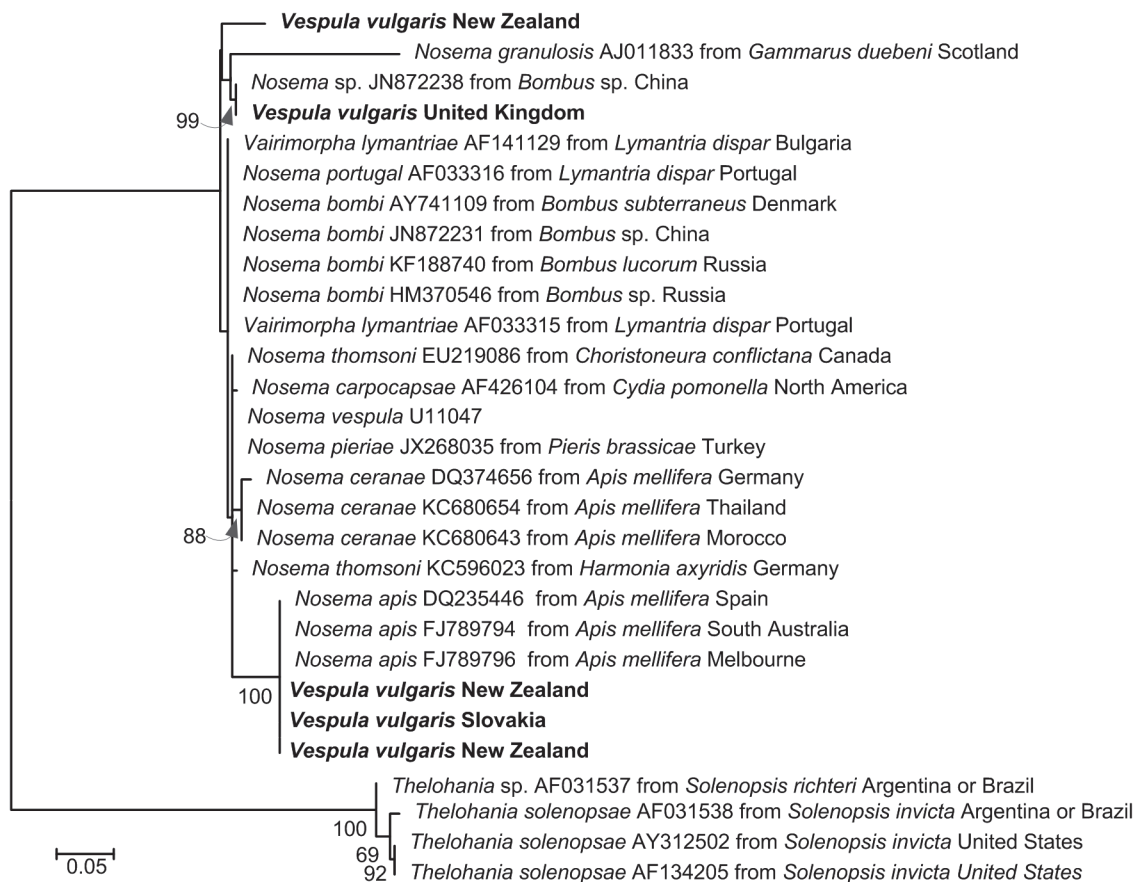 Vespula vulgaris New Zealand
Nosema granulosis AJ011833 from Gammarus duebeni Scotland
Nosema sp. JN872238 from Bombus sp. China
Vespula vulgaris United Kingdom
99
Vairimorpha lymantriae AF141129 from Lymantria dispar Bulgaria
Nosema portugal AF033316 from Lymantria dispar Portugal
Nosema bombi AY741109 from Bombus subterraneus Denmark
Nosema bombi JN872231 from Bombus sp. China
Nosema bombi KF188740 from Bombus lucorum Russia
Nosema bombi HM370546 from Bombus sp. Russia
Vairimorpha lymantriae AF033315 from Lymantria dispar Portugal
Nosema thomsoni EU219086 from Choristoneura conflictana Canada
Nosema carpocapsae AF426104 from Cydia pomonella North America
Nosema vespula U11047
Nosema pieriae JX268035 from Pieris brassicae Turkey
Nosema ceranae DQ374656 from Apis mellifera Germany
Nosema ceranae KC680654 from Apis mellifera Thailand
88
Nosema ceranae KC680643 from Apis mellifera Morocco
Nosema thomsoni KC596023 from Harmonia axyridis Germany
Nosema apis DQ235446 from Apis mellifera Spain
Nosema apis FJ789794 from Apis mellifera South Australia
Nosema apis FJ789796 from Apis mellifera Melbourne
100
Vespula vulgaris New Zealand
Vespula vulgaris Slovakia
Vespula vulgaris New Zealand
Thelohania sp. AF031537 from Solenopsis richteri Argentina or Brazil
Thelohania solenopsae AF031538 from Solenopsis invicta Argentina or Brazil
100
Thelohania solenopsae AY312502 from Solenopsis invicta United States
69
0.05
92
Thelohania solenopsae AF134205 from Solenopsis invicta United States